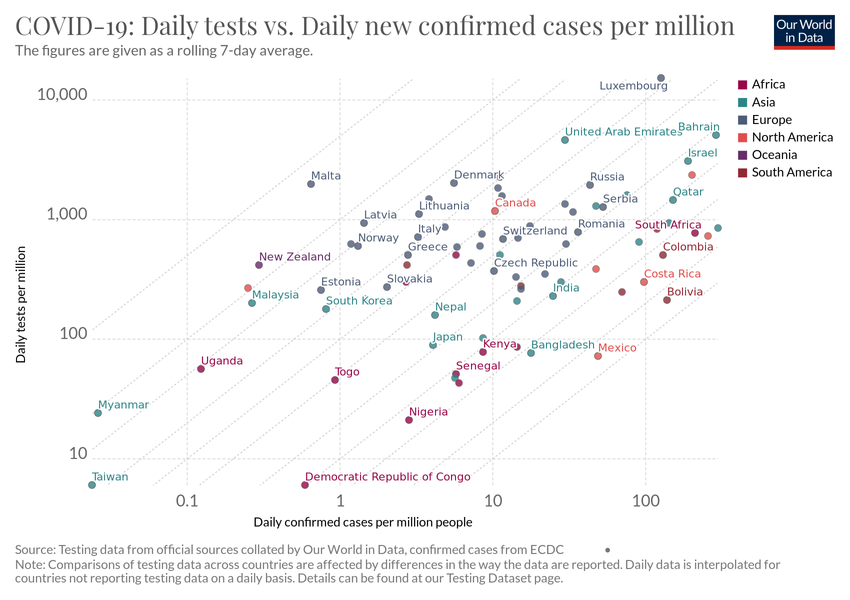 COVID-19: Daily tests vs. Daily new confirmed cases per million
The figures are given as a rolling 7-day average.
Our World
in Data
Africa
Asia
Europe
North America
Oceania
South America
Daily tests per million
10,000
1,000
100
10
Luxembourg
United Arab Emirates
Bahrain
Israel
Malta
Denmark
Russia
Qatar
Lithuania
Canada
Serbia
Latvia
Italy
Switzerland
Romania
South Africa
Norway
Greece
Colombia
New Zealand
Czech Republic
Costa Rica
Estonia
Slovakia
India
Bolivia
Malaysia
South Korea
Nepal
Japan
Kenya
Bangladesh
Mexico
Uganda
Togo
Senegal
Myanmar
Nigeria
Taiwan
Democratic Republic of Congo
0.1
1
10
100
Daily confirmed cases per million people
Source: Testing data from official sources collated by Our World in Data, confirmed cases from ECDC
Note: Comparisons of testing data across countries are affected by differences in the way the data are reported. Daily data is interpolated for
countries not reporting testing data on a daily basis. Details can be found at our Testing Dataset page.